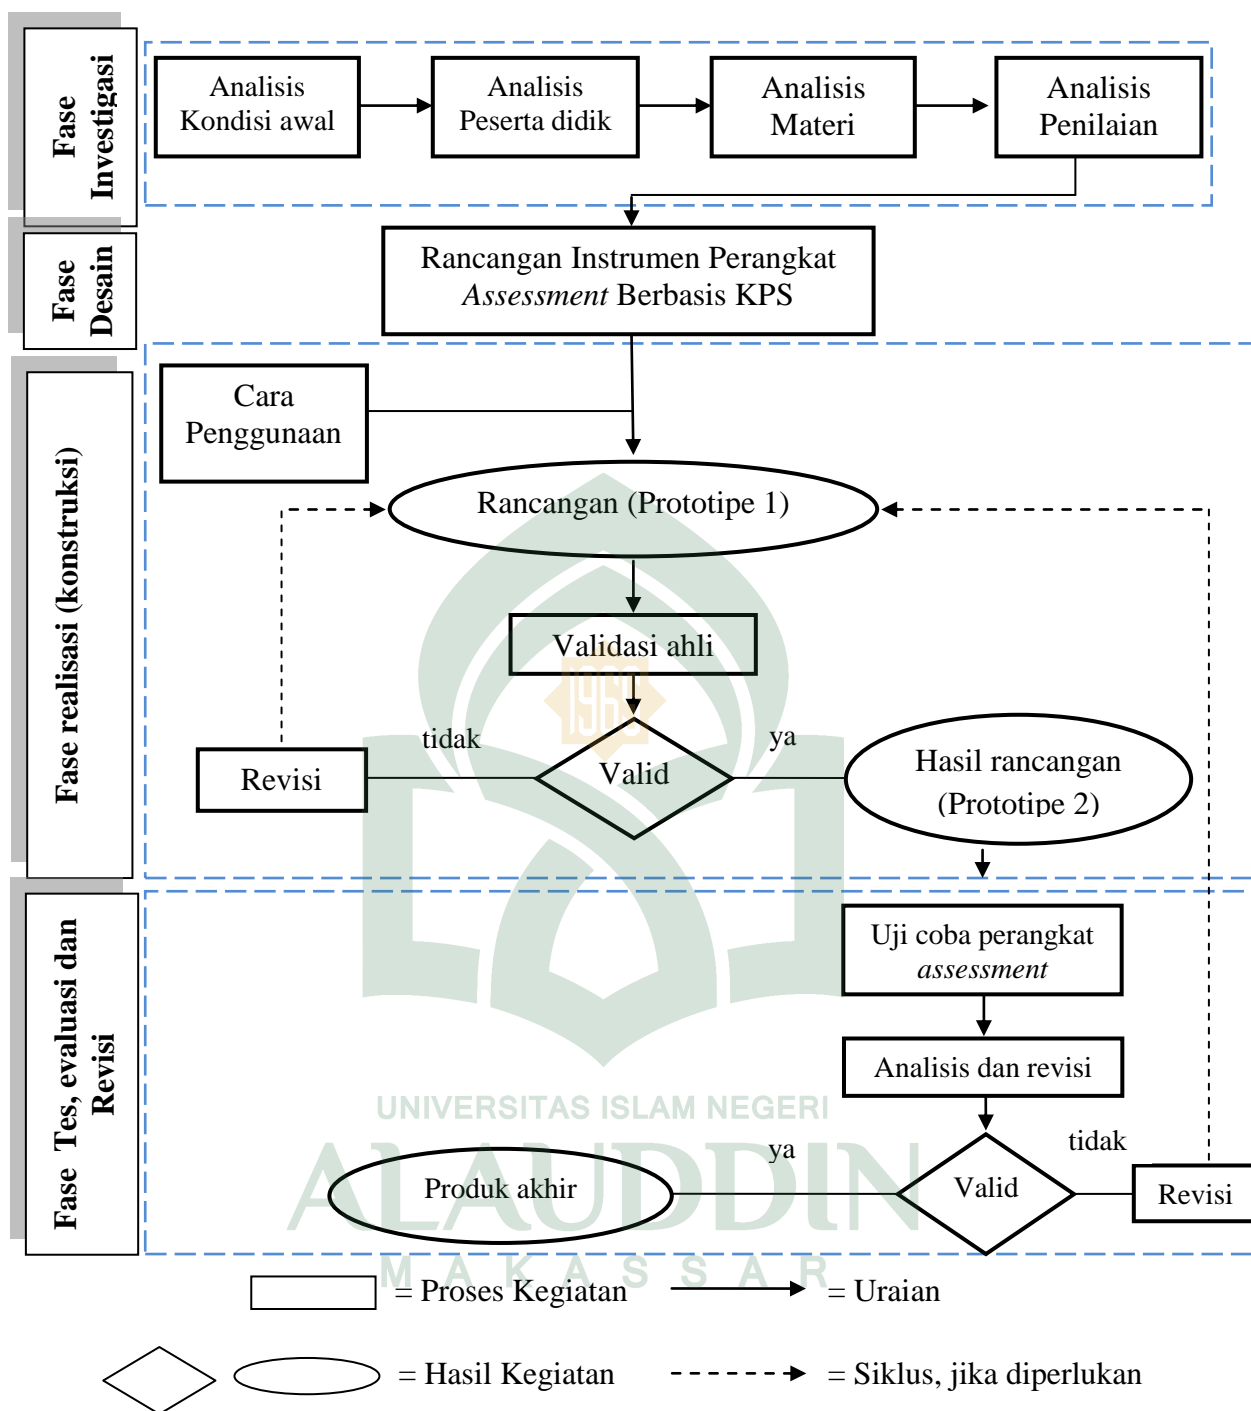 Fase
Investigasi
Analisis
Kondisi awal
Analisis
Peserta didik
Analisis
Materi
Analisis
Penilaian
Fase
Desain
Rancangan Instrumen Perangkat
Assessment Berbasis KPS
Fase realisasi (konstruksi)
Cara
Penggunaan
Rancangan (Prototipe 1)
Validasi ahli
1965
tidak
ya
Revisi
Valid
Hasil rancangan
(Prototipe 2)
Fase Tes, evaluasi dan
Revisi
Uji coba perangkat
assessment
Analisis dan revisi
UNIVERSITAS ISLAM NEGERI
ALAUDDIN
MAKASSAR
ya
tidak
Produk akhir
Valid
Revisi
= Proses Kegiatan
= Uraian
= Hasil Kegiatan
= Siklus, jika diperlukan